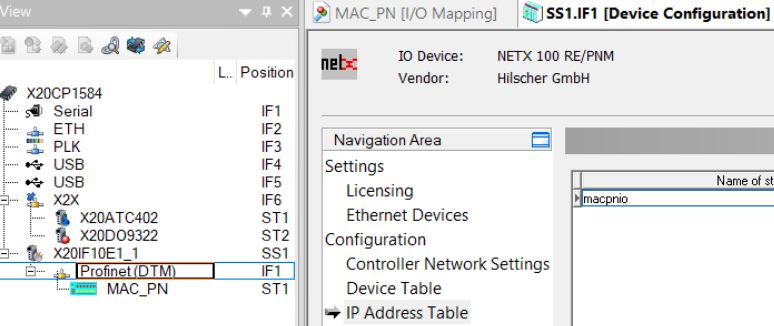 View
MAC_PN [I/O Mapping]
SS1.IF1 [Device Configuration]
L..
Position
X20CP1584
Serial IF1
ETH IF2
PLK IF3
USB IF4
USB IF5
X2X IF6
X20ATC402 ST1
X20DO9322 ST2
X20IF10E1_1 SS1
Profinet (DTM) IF1
MAC_PN ST1
netx
IO Device: NETX 100 RE/PNM
Vendor: Hilscher GmbH
Navigation Area
Settings
Licensing
Ethernet Devices
Configuration
Controller Network Settings
Device Table
IP Address Table
Name of st
macpnio